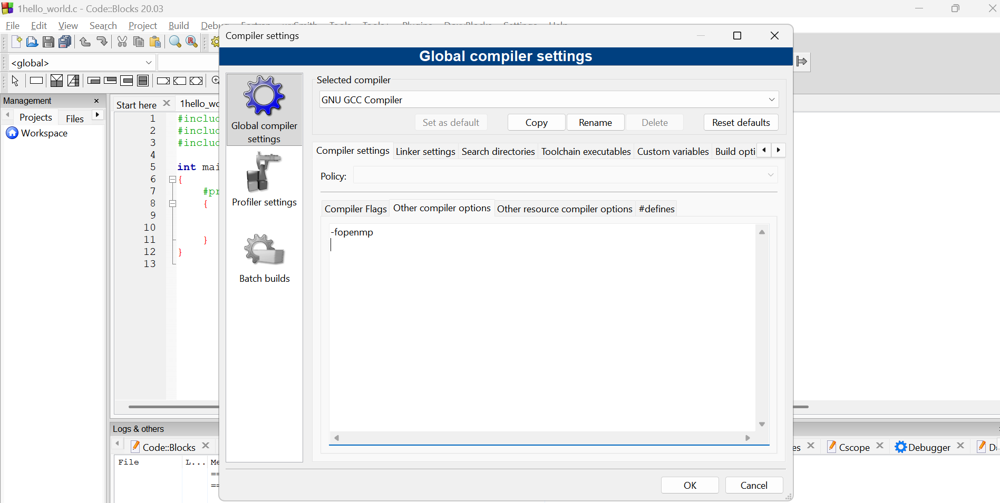 1hello_world.c - Code::Blocks 20.03
File Edit View Search Project Build Debug
Compiler settings
Global compiler settings
<global>
Management
Projects Files
Workspace
Start here 1hello_wo
1 #includ
2 #includ
3 #includ
4
5 int mai
6 {
7 #pr
8 {
9
10
11 }
12 }
13
Global compiler
settings
Profiler settings
Batch builds
Selected compiler
GNU GCC Compiler
Set as default Copy Rename Delete Reset defaults
Compiler settings Linker settings Search directories Toolchain executables Custom variables Build opti
Policy:
Compiler Flags Other compiler options Other resource compiler options #defines
-fopenmp
OK Cancel
Logs & others
Code::Blocks es Cscope Debugger D
File L... Me
==
==